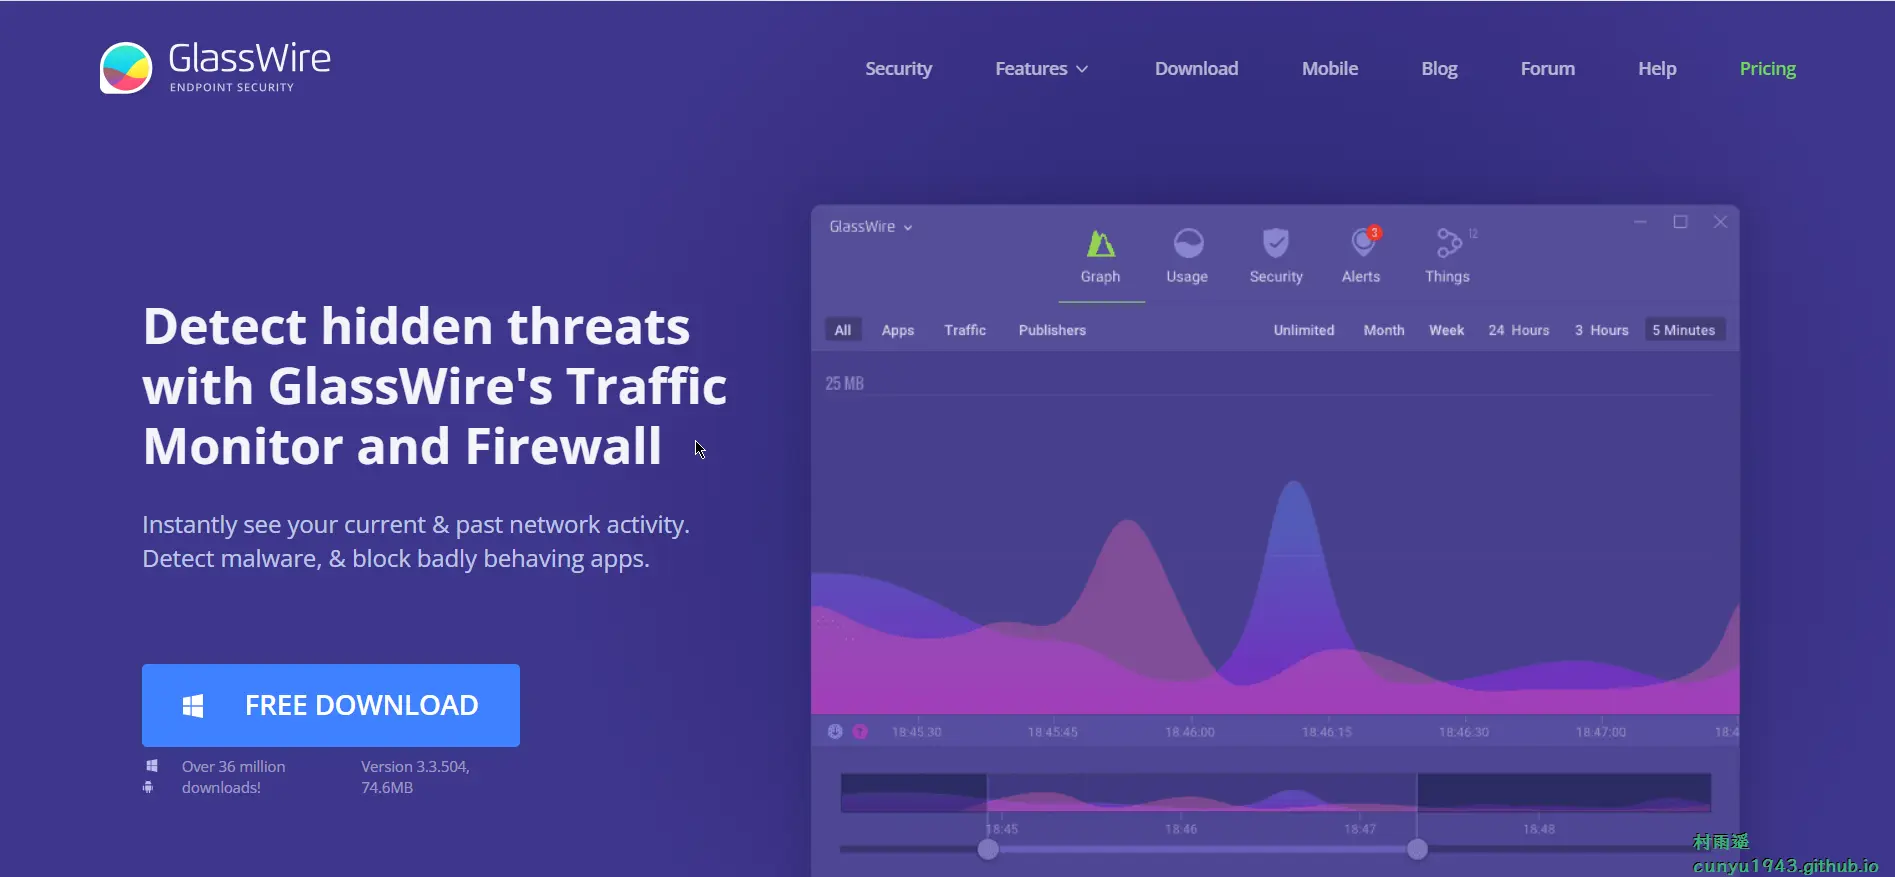 GlassWire
ENDPOINT SECURITY
Security Features Download Mobile Blog Forum Help Pricing
Detect hidden threats
with GlassWire's Traffic
Monitor and Firewall
Instantly see your current & past network activity.
Detect malware, & block badly behaving apps.
FREE DOWNLOAD
Over 36 million
downloads!
Version 3.3.504,
74.6MB
GlassWire
3
12
Graph Usage Security Alerts Things
All Apps Traffic Publishers Unlimited Month Week 24 Hours 3 Hours 5 Minutes
25 MB
18:45:30 18:45:45 18:46:00 18:46:15 18:46:30 18:47:00 18:4
18:45 18:46 18:47 18:48
村雨遥
cunyu1943.github.io